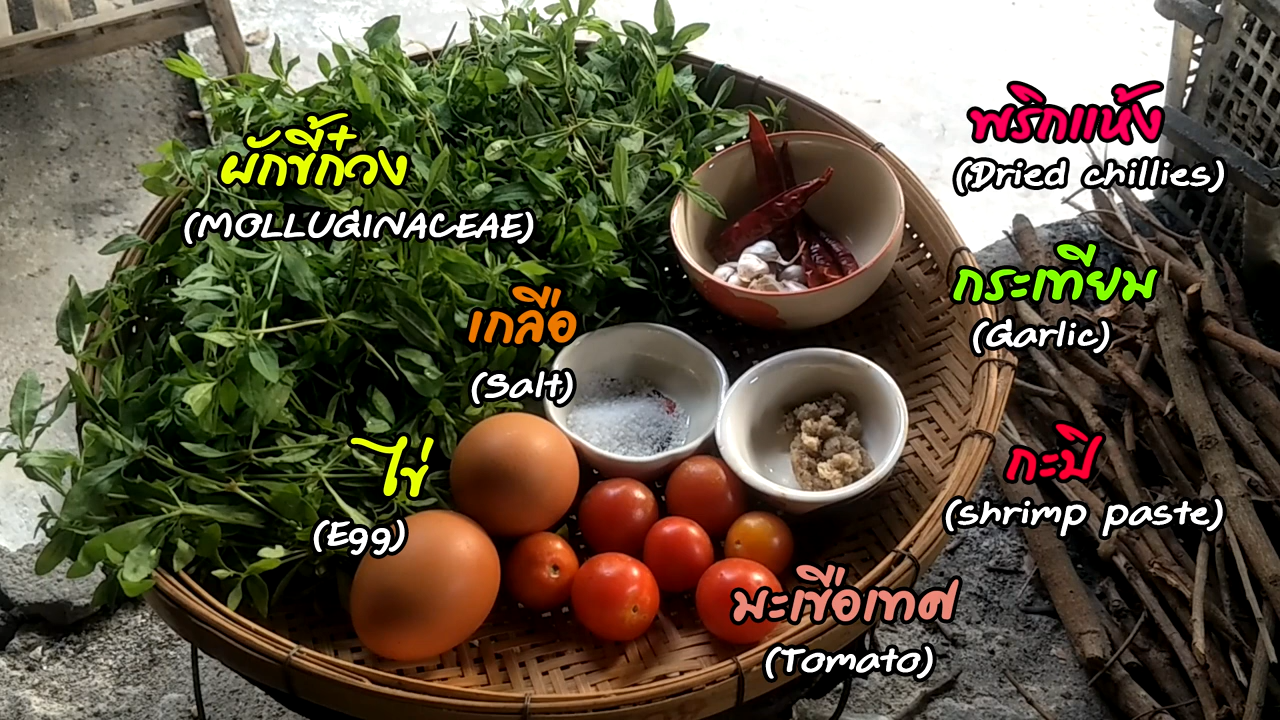 ผักขี้ก๋วง
(MOLLUGINACEAE)
เกลือ
(Salt)
ไข่
(Egg)
พริกแห้ง
(Dried chillies)
กระเทียม
(Garlic)
กะปิ
(shrimp paste)
มะเขือเทศ
(Tomato)